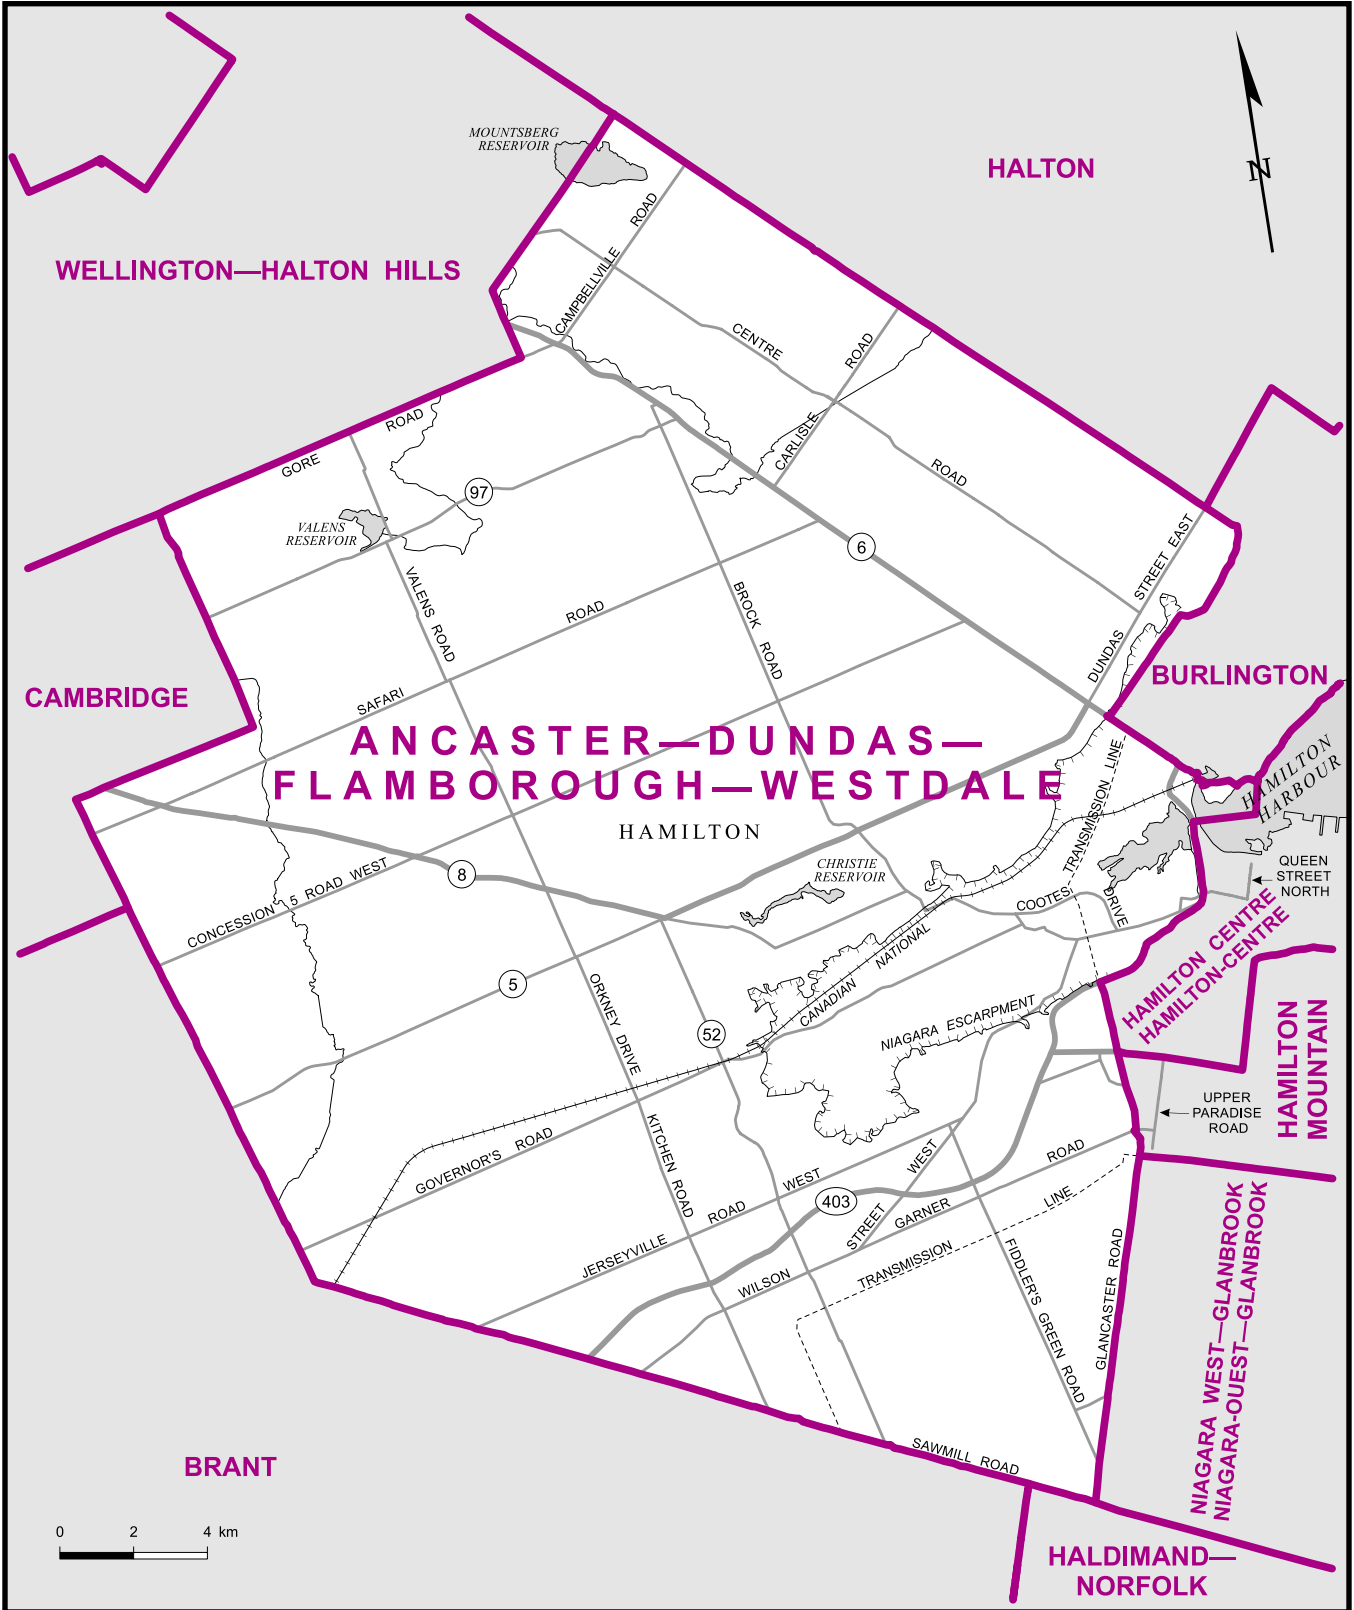 MOUNTSBERG
RESERVOIR
HALTON
N
ROAD
WELLINGTON—HALTON HILLS
CAMPBELLVILLE
CENTRE
ROAD
CARLISLE
ROAD
GORE
ROAD
97
VALENS
RESERVOIR
6
STREET EAST
DUNDAS
VALENS ROAD
BROCK ROAD
ROAD
SAFARI
CAMBRIDGE
BURLINGTON
ANCASTER—DUNDAS—
FLAMBOROUGH—WESTDALE
HAMILTON
TRANSMISSION LINE
HAMILTON
HARBOUR
CHRISTIE
RESERVOIR
8
CONCESSION 5 ROAD WEST
QUEEN
STREET
NORTH
COOTES
DRIVE
HAMILTON CENTRE
HAMILTON-CENTRE
CANADIAN NATIONAL
5
ORKNEY DRIVE
52
NIAGARA ESCARPMENT
HAMILTON
MOUNTAIN
UPPER
PARADISE
ROAD
GOVERNOR'S ROAD
KITCHEN ROAD
JERSEYVILLE ROAD WEST
403
STREET WEST
WILSON
GARNER ROAD
TRANSMISSION LINE
FIDDLER'S GREEN ROAD
GLANCASTER ROAD
NIAGARA WEST—GLANBROOK
NIAGARA-OUEST—GLANBROOK
SAWMILL ROAD
BRANT
0 2 4 km
HALDIMAND—
NORFOLK